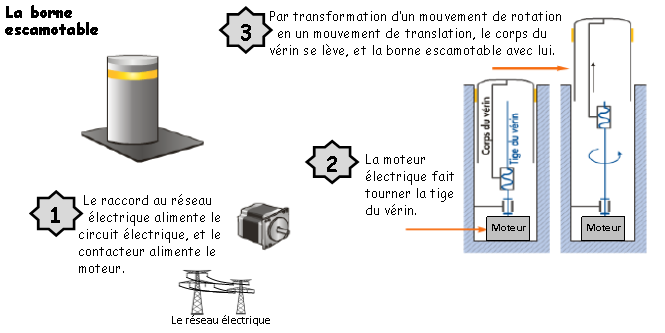 La borne
escamotable
3
Par transformation d'un mouvement de rotation
en un mouvement de translation, le corps du
vérin se lève, et la borne escamotable avec lui.
Corps du vérin
Tige du vérin
2
La moteur
électrique fait
tourner la tige
du vérin.
1
Le raccord au réseau
électrique alimente le
circuit électrique, et le
contacteur alimente le
moteur.
Moteur
Moteur
Le réseau électrique